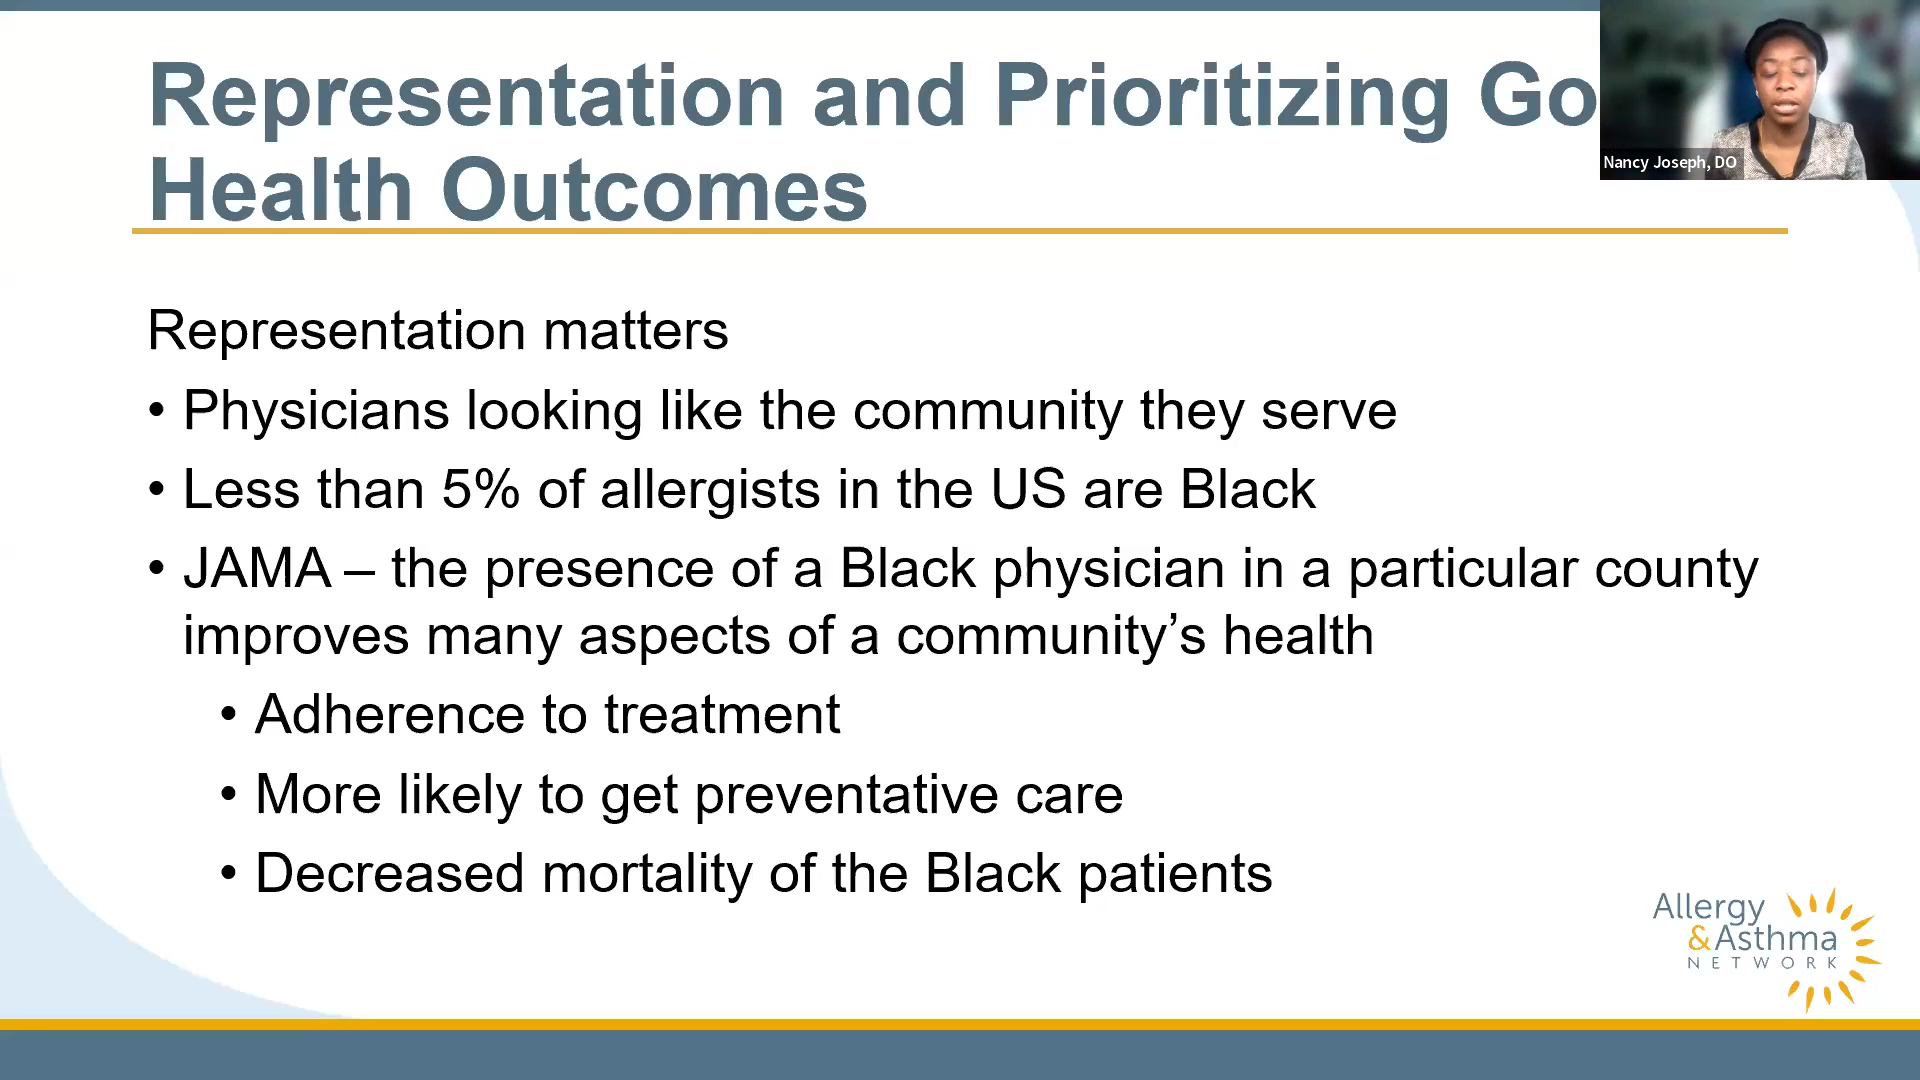 Representation and Prioritizing Go
Health Outcomes
Nancy Joseph, DO
Representation matters
• Physicians looking like the community they serve
• Less than 5% of allergists in the US are Black
• JAMA – the presence of a Black physician in a particular county
improves many aspects of a community’s health
• Adherence to treatment
• More likely to get preventative care
• Decreased mortality of the Black patients
Allergy
&Asthma
NETWORK